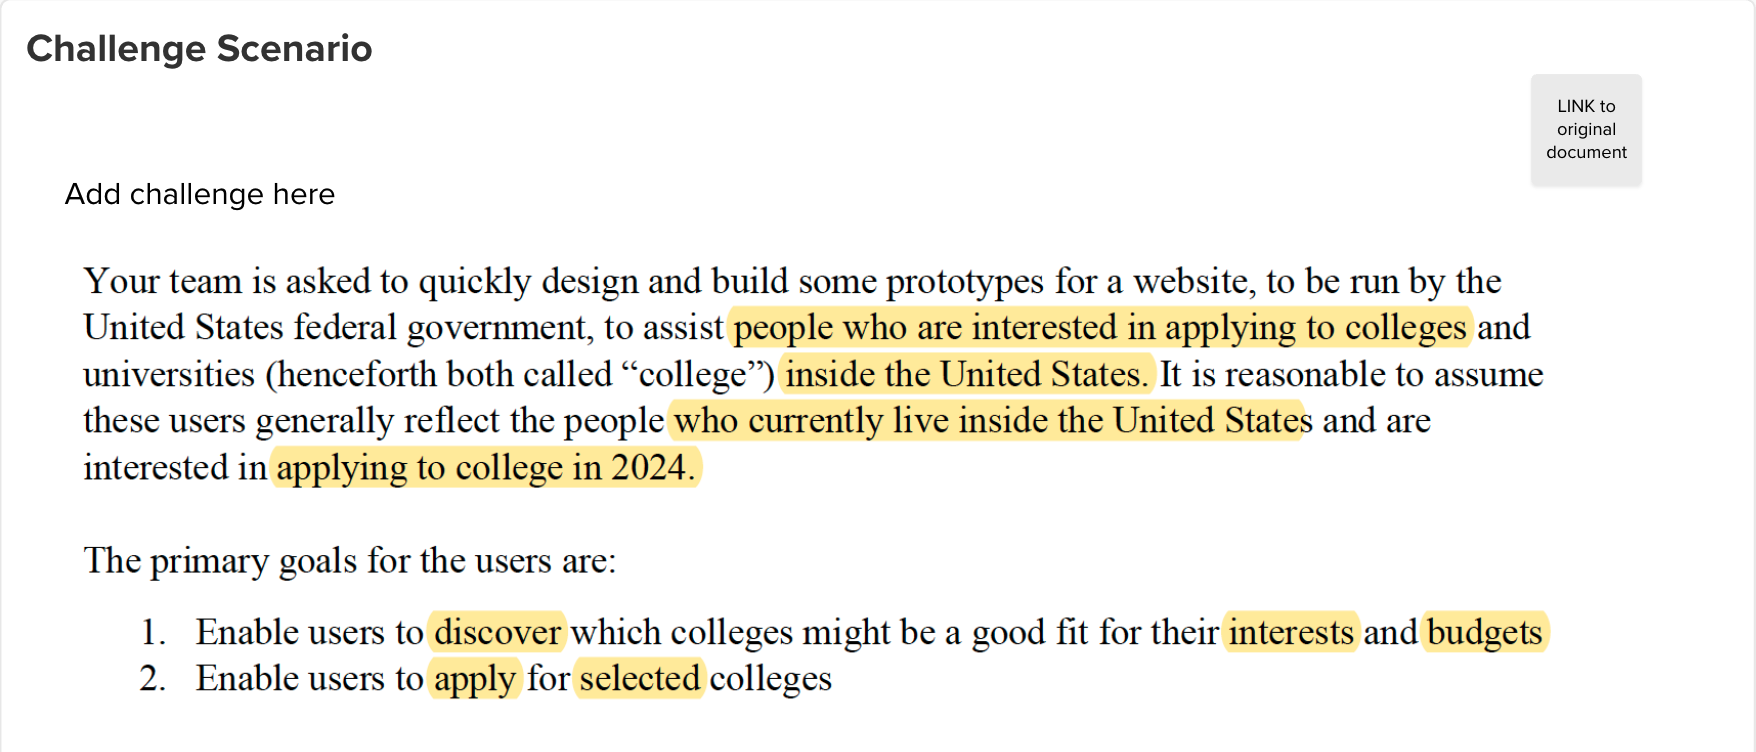 Challenge Scenario
LINK to
original
document
Add challenge here
Your team is asked to quickly design and build some prototypes for a website, to be run by the
United States federal government, to assist people who are interested in applying to colleges and
universities (henceforth both called “college”) inside the United States. It is reasonable to assume
these users generally reflect the people who currently live inside the United States and are
interested in applying to college in 2024.
The primary goals for the users are:
1. Enable users to discover which colleges might be a good fit for their interests and budgets
2. Enable users to apply for selected colleges